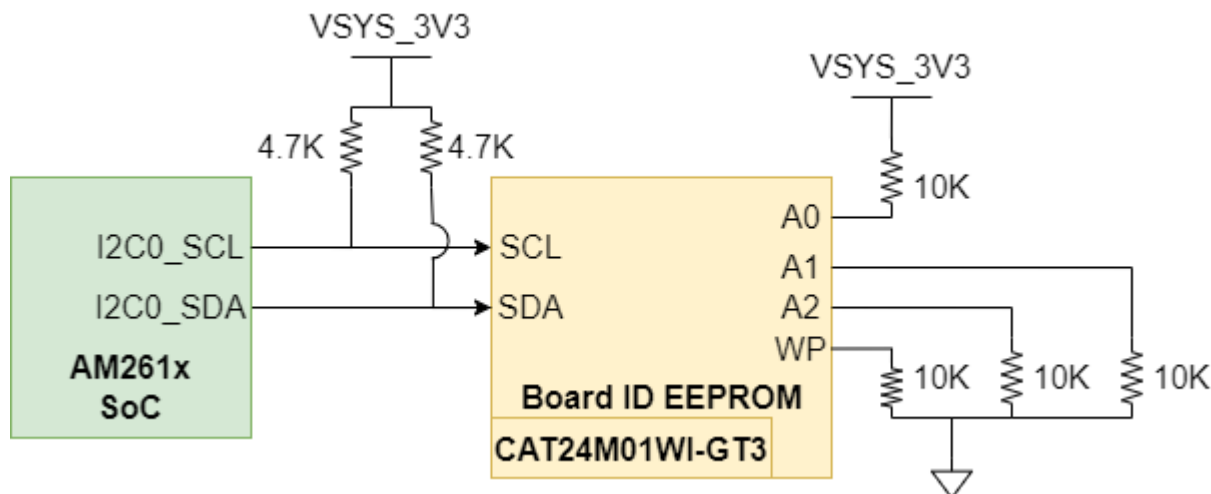 VSYS_3V3
VSYS_3V3
4.7K
4.7K
10K
I2C0_SCL
I2C0_SDA
AM261x
SoC
SCL
SDA
A0
A1
A2
WP
Board ID EEPROM
CAT24M01WI-GT3
10K
10K
10K